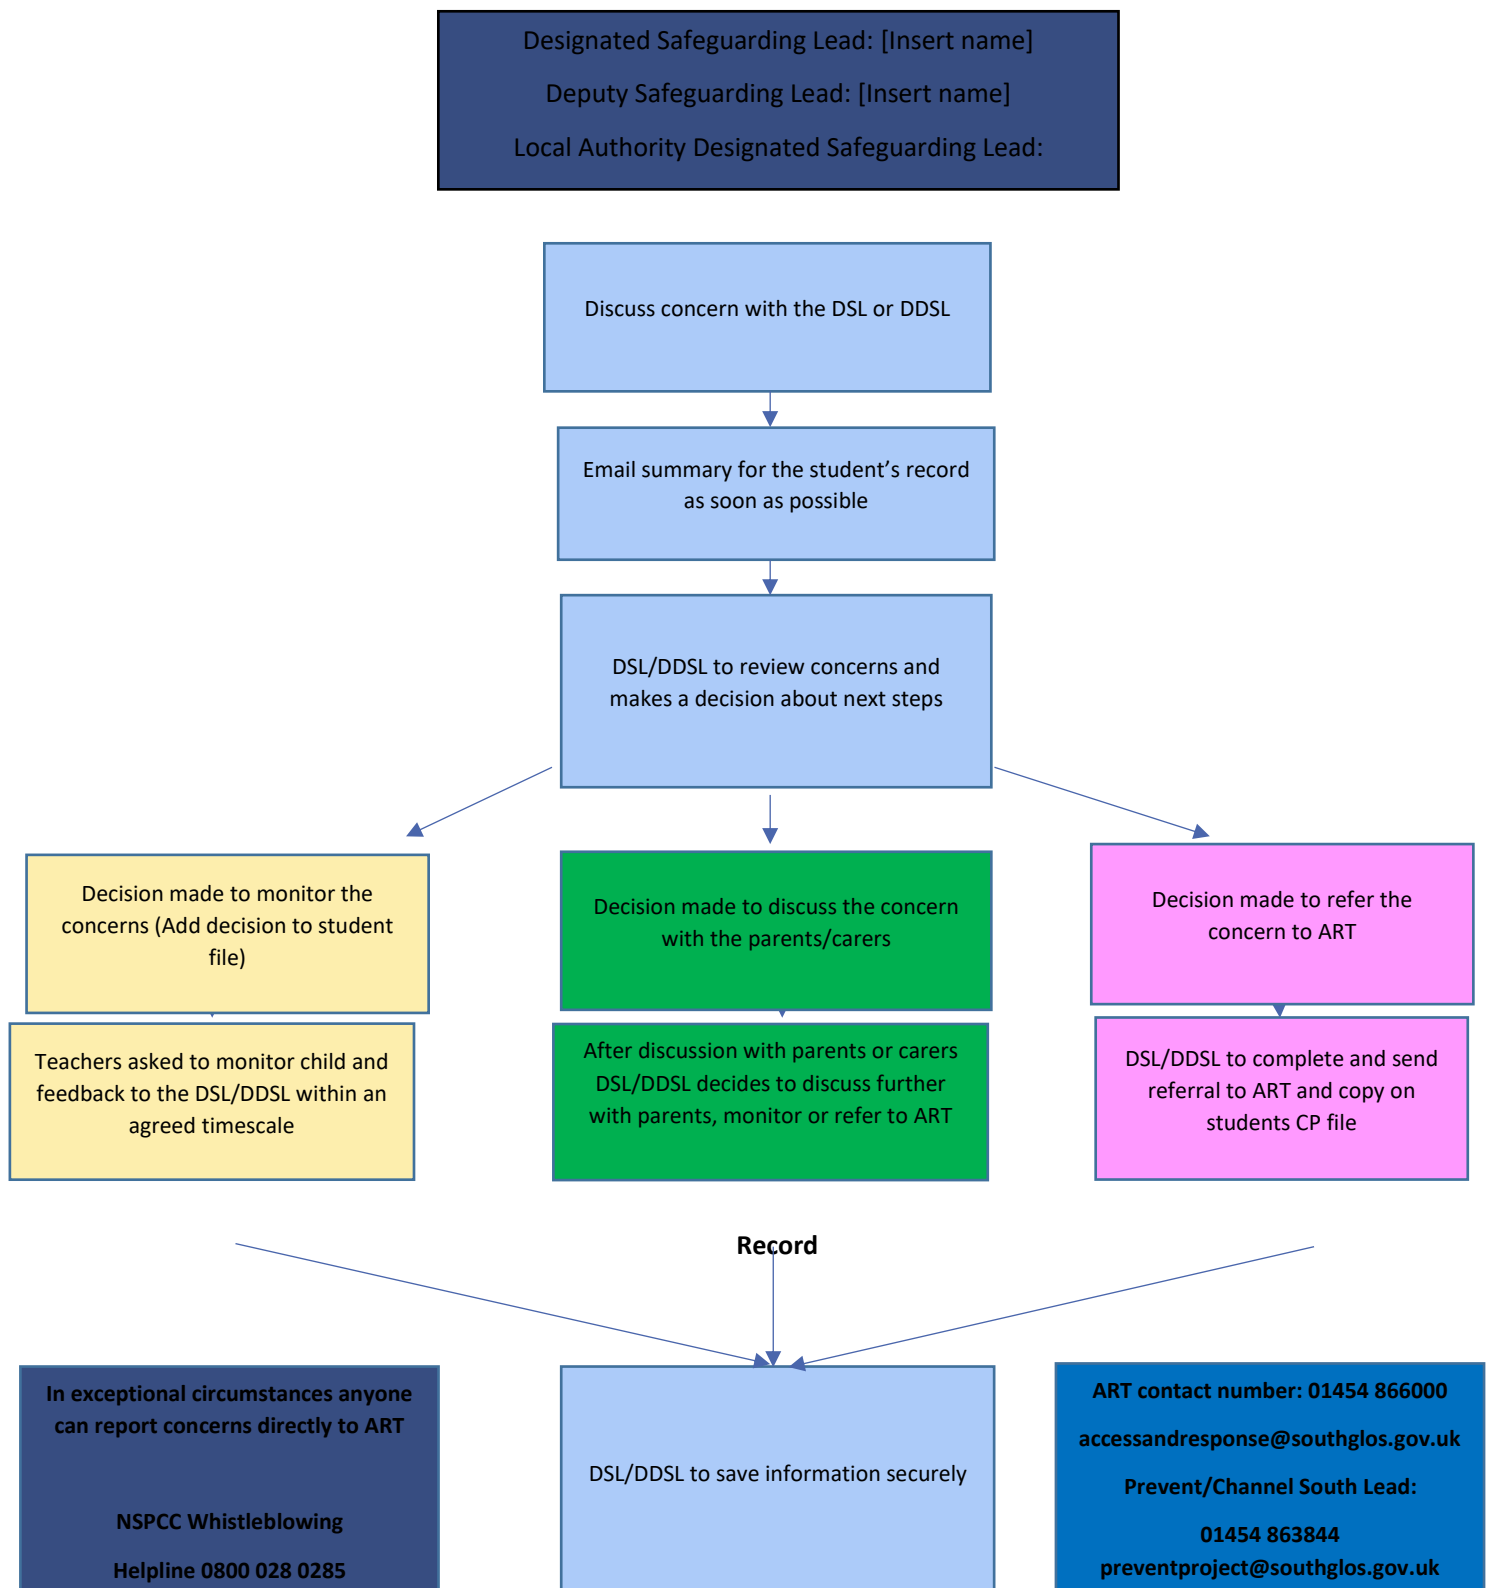 Designated Safeguarding Lead: [Insert name]
Deputy Safeguarding Lead: [Insert name]
Local Authority Designated Safeguarding Lead:
Discuss concern with the DSL or DDSL
Email summary for the student’s record
as soon as possible
DSL/DDSL to review concerns and
makes a decision about next steps
Decision made to monitor the
concerns (Add decision to student
file)
Decision made to discuss the concern
with the parents/carers
Decision made to refer the
concern to ART
Teachers asked to monitor child and
feedback to the DSL/DDSL within an
agreed timescale
After discussion with parents or carers
DSL/DDSL decides to discuss further
with parents, monitor or refer to ART
DSL/DDSL to complete and send
referral to ART and copy on
students CP file
Record
In exceptional circumstances anyone
can report concerns directly to ART
NSPCC Whistleblowing
Helpline 0800 028 0285
DSL/DDSL to save information securely
ART contact number: 01454 866000
accessandresponse@southglos.gov.uk
Prevent/Channel South Lead:
01454 863844
preventproject@southglos.gov.uk